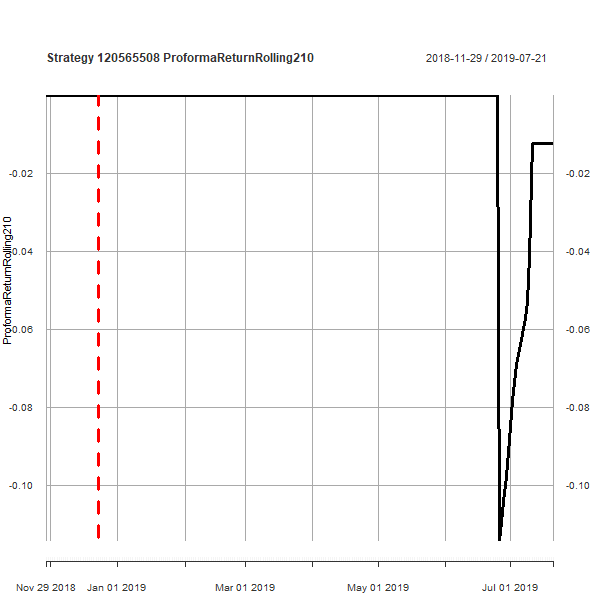 Strategy 120565508 ProformaReturnRolling210
2018-11-29 / 2019-07-21
ProformaReturnRolling210
-0.02
-0.04
-0.06
-0.08
-0.10
-0.02
-0.04
-0.06
-0.08
-0.10
Nov 29 2018 Jan 01 2019 Mar 01 2019 May 01 2019 Jul 01 2019